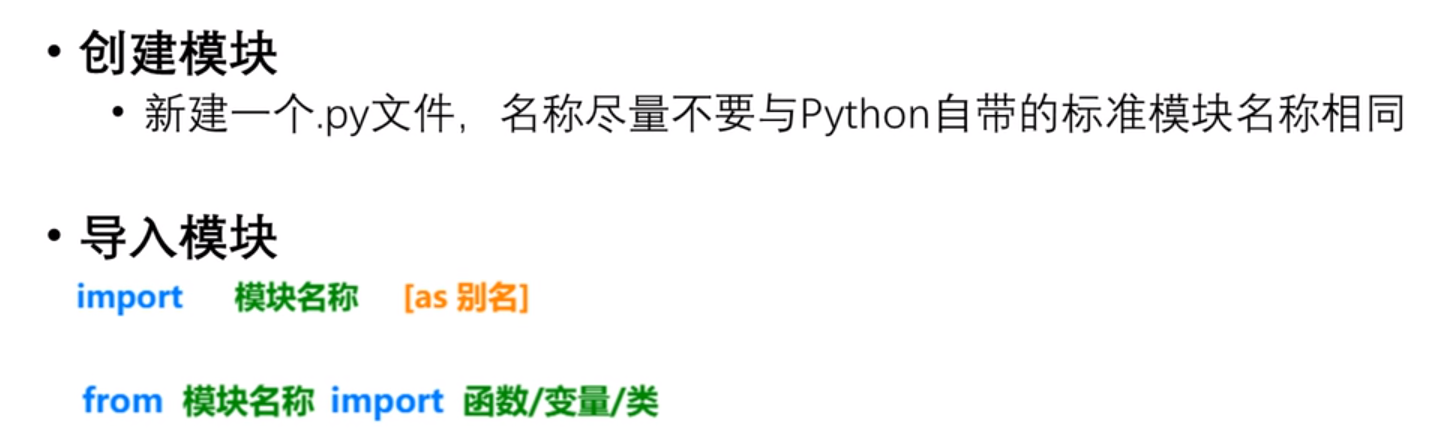 • 创建模块
• 新建一个.py文件，名称尽量不要与Python自带的标准模块名称相同
• 导入模块
import 模块名称 [as 别名]
from 模块名称 import 函数/变量/类